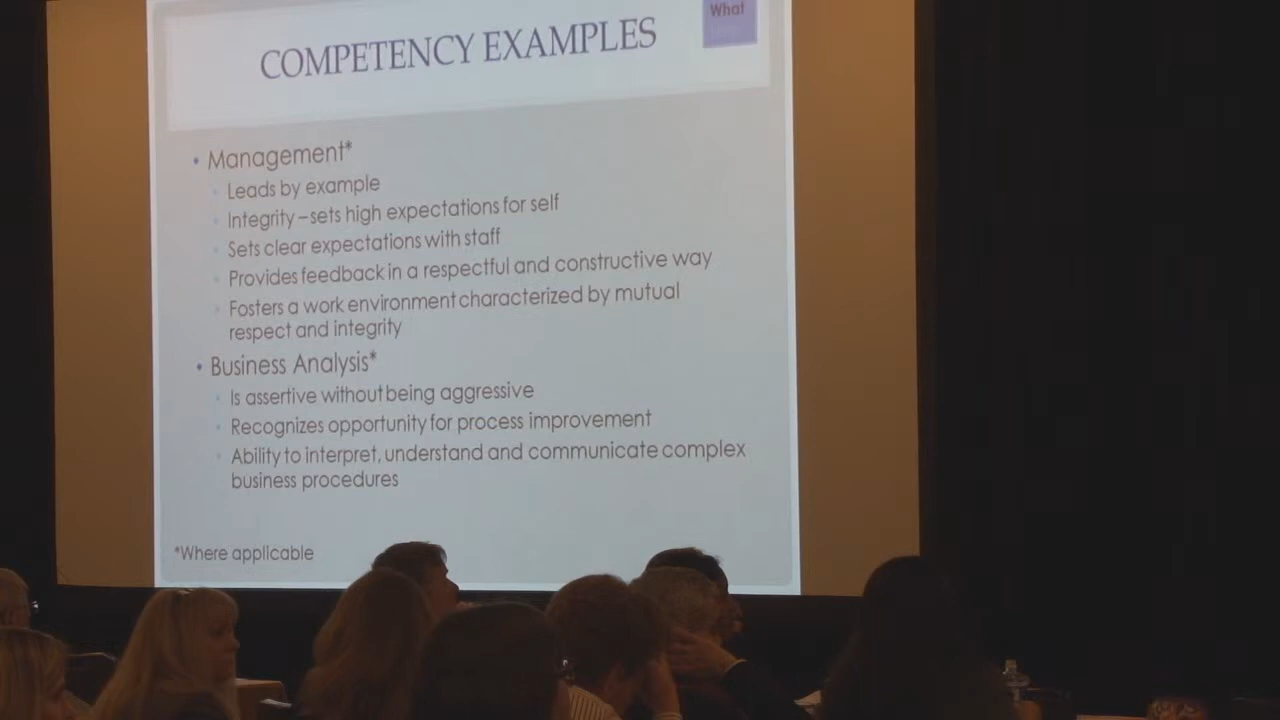 What
COMPETENCY EXAMPLES
• Management*
Leads by example
Integrity – sets high expectations for self
Sets clear expectations with staff
Provides feedback in a respectful and constructive way
Fosters a work environment characterized by mutual
respect and integrity
• Business Analysis*
Is assertive without being aggressive
Recognizes opportunity for process improvement
Ability to interpret, understand and communicate complex
business procedures
*Where applicable